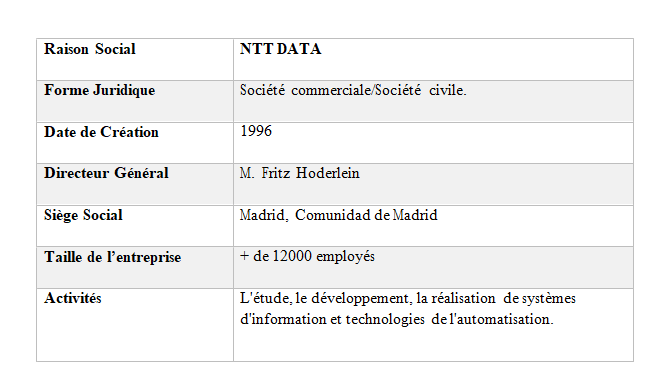 Raison Social NTT DATA
Forme Juridique Société commerciale/Société civile.
Date de Création 1996
Directeur Général M. Fritz Hoderlein
Siège Social Madrid, Comunidad de Madrid
Taille de l’entreprise + de 12000 employés
Activités L'étude, le développement, la réalisation de systèmes
d'information et technologies de l'automatisation.